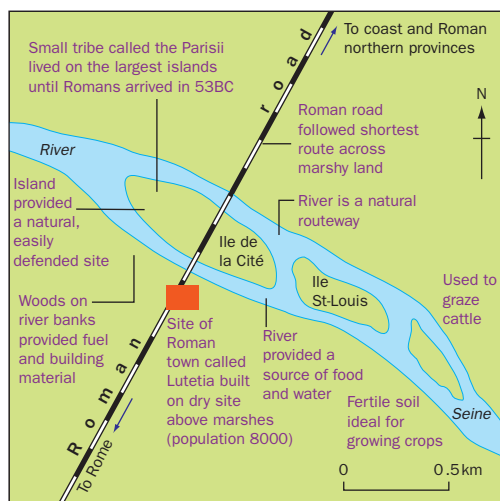 Small tribe called the Parisii
lived on the largest islands
until Romans arrived in 53BC
To coast and Roman
northern provinces
N
Roman road
followed shortest
route across
marshy land
River
River is a natural
routeway
Island
provided
a natural,
easily
defended site
Ile de
la Cité
Ile
St-Louis
Used to
graze
cattle
Woods on
river banks
provided fuel
and building
material
Site of
Roman
town called
Lutetia built
on dry site
above marshes
(population 8000)
River
provided a
source of food
and water
Fertile soil
ideal for
growing crops
Seine
Roman road
To Rome
0 0.5km